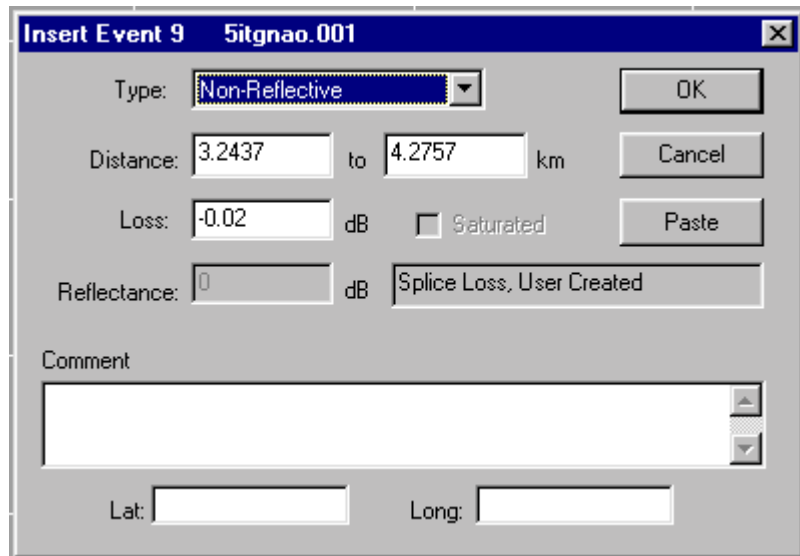 Insert Event 9 5itgnao.001
Type: Non-Reflective OK
Distance: 3.2437 to 4.2757 km Cancel
Loss: -0.02 dB Saturated Paste
Reflectance: 0 dB Splice Loss, User Created
Comment
Lat: Long: